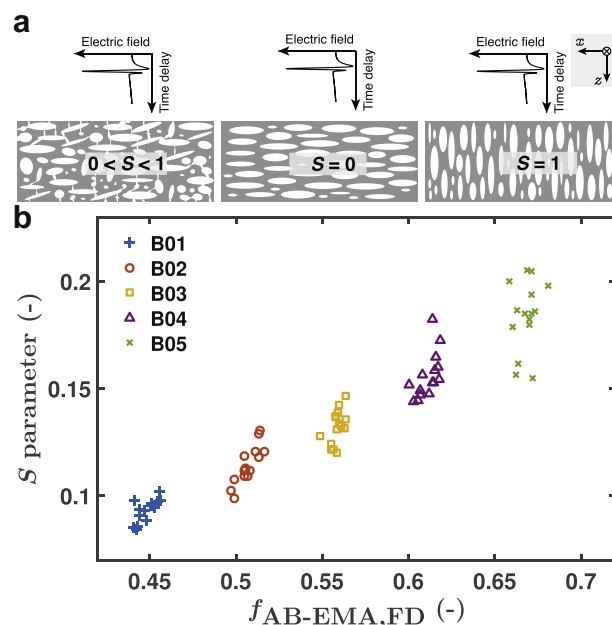 a
Electric field
Time delay
Electric field
Time delay
Electric field
Time delay
x
z
0 < S < 1
S = 0
S = 1
b
B01
B02
B03
B04
B05
S parameter (-)
0.2
0.15
0.1
0.45 0.5 0.55 0.6 0.65 0.7
f_AB-EMA,FD (-)